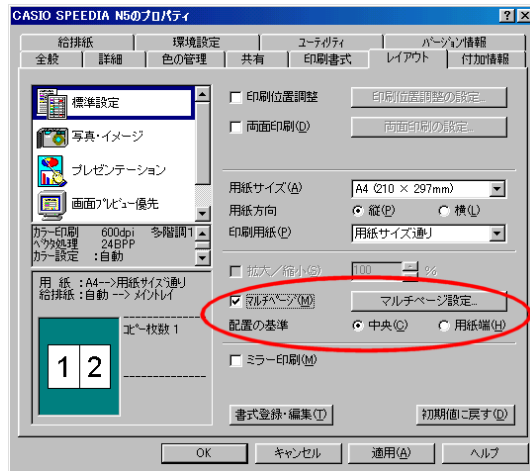 CASIO SPEEDIA N5のプロパティ
給排紙 環境設定 ユーティリティ バージョン情報
全般 詳細 色の管理 共有 印刷書式 レイアウト 付加情報
標準設定
写真・イメージ
プレゼンテーション
画面プレビュー優先
カラー印刷 600dpi 多階調1
ベタ処理 24BPP
カラー設定 :自動
用 紙 :A4-->用紙サイズ通り
給排紙 :自動 --> メイントレイ
コピー枚数 1
1 2
印刷位置調整 印刷位置調整の設定...
両面印刷(D) 両面印刷の設定...
用紙サイズ(A) A4 (210 × 297mm)
用紙方向 縦(P) 横(L)
印刷用紙(P) 用紙サイズ通り
拡大/縮小(S) 100 %
マルチページ(M) マルチページ設定...
配置の基準 中央(C) 用紙端(H)
ミラー印刷(M)
書式登録・編集(T) 初期値に戻す(D)
OK キャンセル 適用(A) ヘルプ